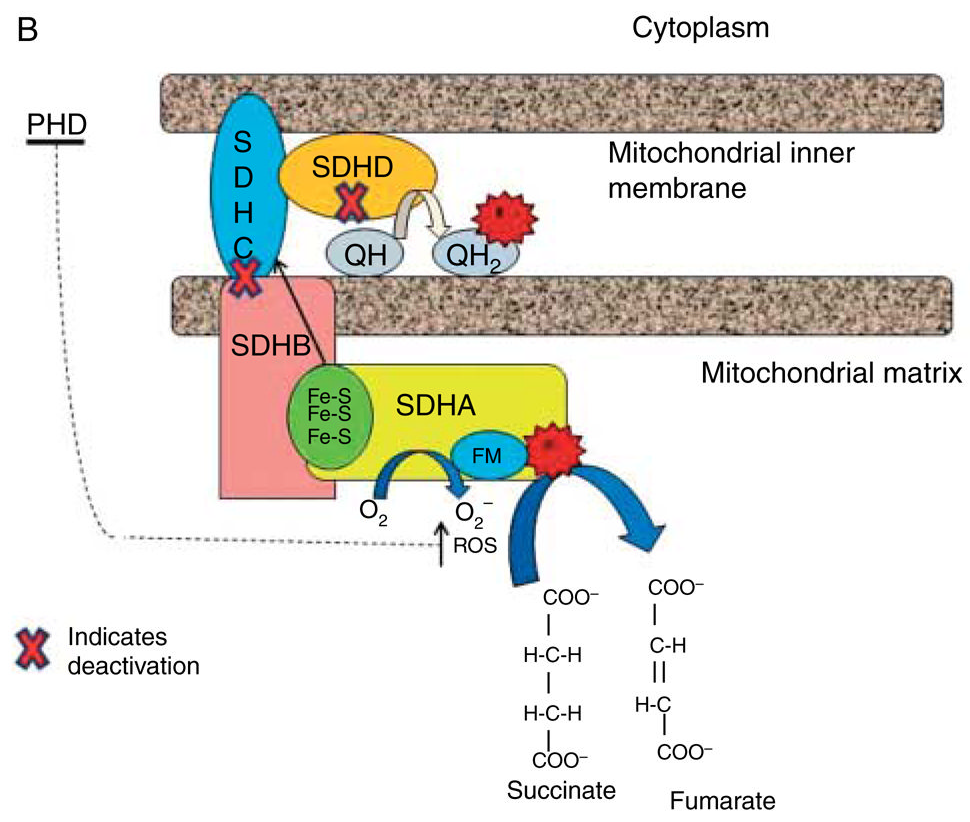 B
Cytoplasm
PHD
S
D
H
C
SDHD
Mitochondrial inner
membrane
QH
QH₂
SDHB
Mitochondrial matrix
Fe-S
Fe-S
Fe-S
SDHA
FM
O₂
O₂⁻
ROS
Indicates
deactivation
COO⁻
H-C-H
H-C-H
COO⁻
Succinate
COO⁻
C-H
H-C
COO⁻
Fumarate